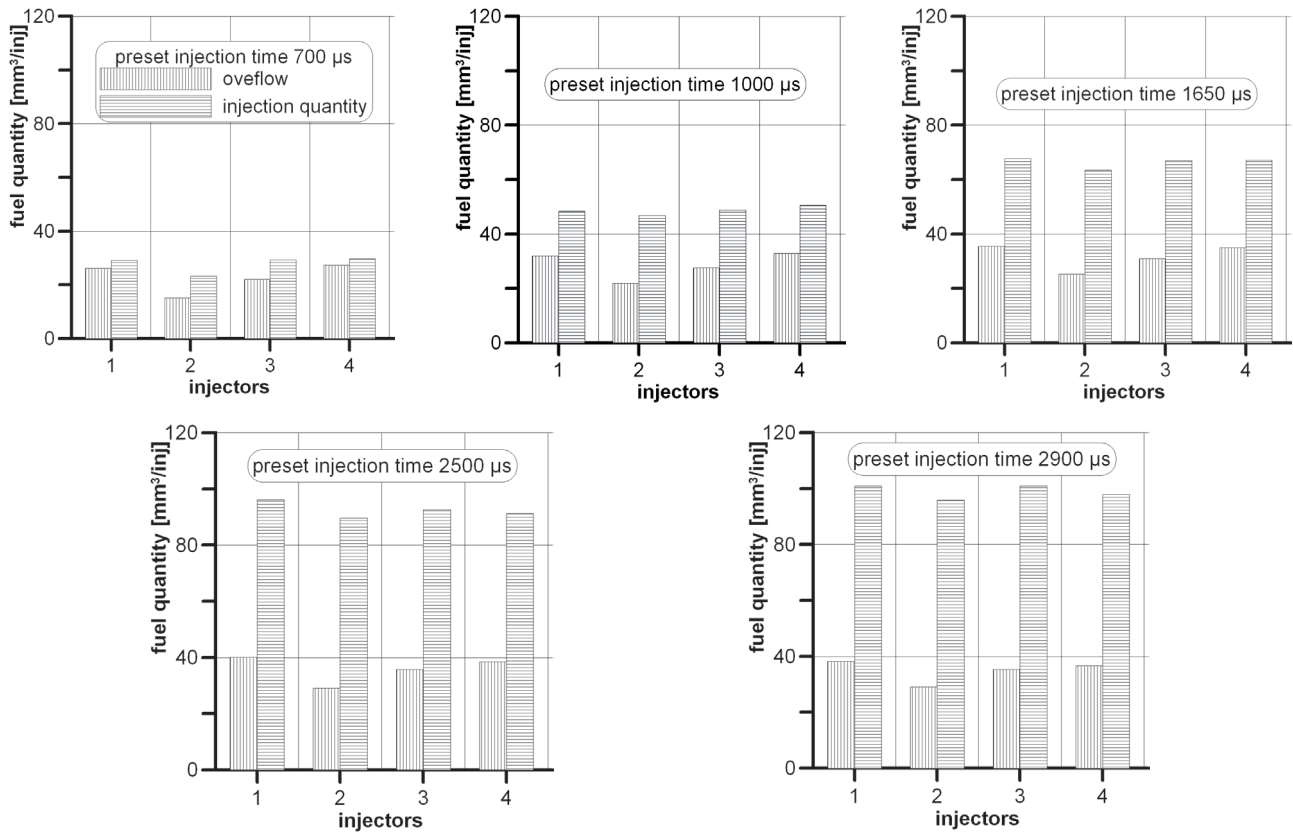 120
80
40
0
fuel quantity [mm³/inj]
preset injection time 700 µs
oveflow
injection quantity
1 2 3 4
injectors
120
80
40
0
fuel quantity [mm³/inj]
preset injection time 1000 µs
1 2 3 4
injectors
120
80
40
0
fuel quantity [mm³/inj]
preset injection time 1650 µs
1 2 3 4
injectors
120
80
40
0
fuel quantity [mm³/inj]
preset injection time 2500 µs
1 2 3 4
injectors
120
80
40
0
fuel quantity [mm³/inj]
preset injection time 2900 µs
1 2 3 4
injectors